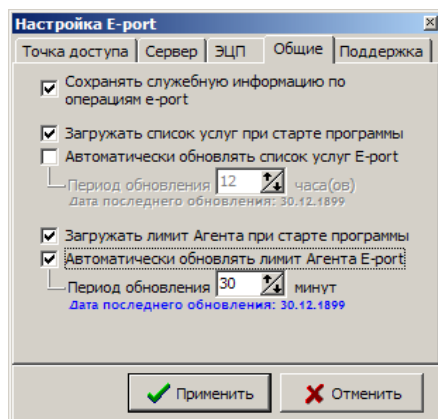 Настройка E-port
Точка доступа Сервер ЭЦП Общие Поддержка
Сохранять служебную информацию по
операциям e-port
Загружать список услуг при старте программы
Автоматически обновлять список услуг E-port
Период обновления 12 часа(ов)
Дата последнего обновления: 30.12.1899
Загружать лимит Агента при старте программы
Автоматически обновлять лимит Агента E-port
Период обновления 30 минут
Дата последнего обновления: 30.12.1899
Применить Отменить